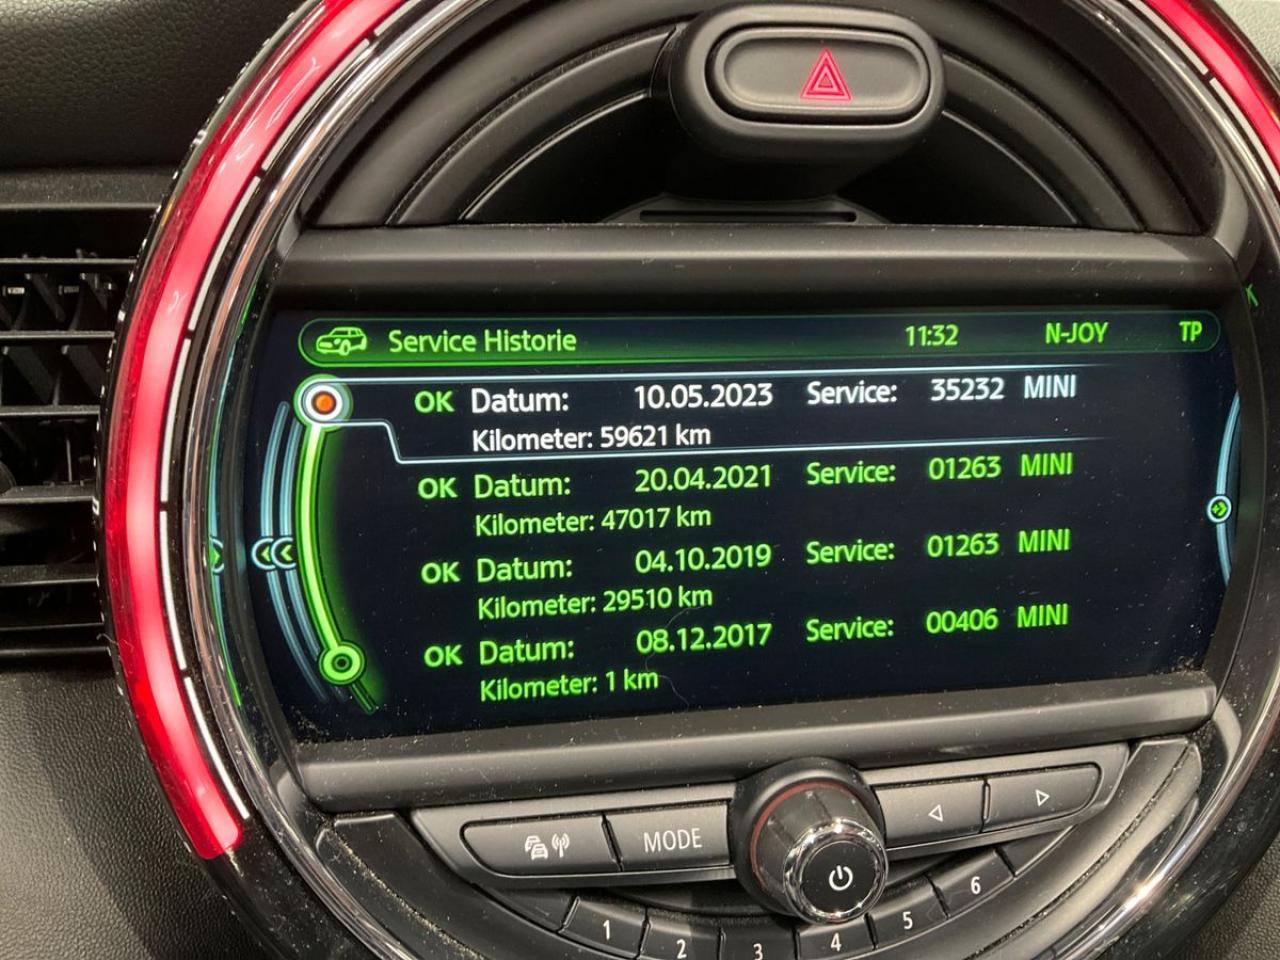 Service Historie 11:32 N-JOY TP
OK Datum: 10.05.2023 Service: 35232 MINI
Kilometer: 59621 km
OK Datum: 20.04.2021 Service: 01263 MINI
Kilometer: 47017 km
OK Datum: 04.10.2019 Service: 01263 MINI
Kilometer: 29510 km
OK Datum: 08.12.2017 Service: 00406 MINI
Kilometer: 1 km
MODE
1 2 3 4 5 6